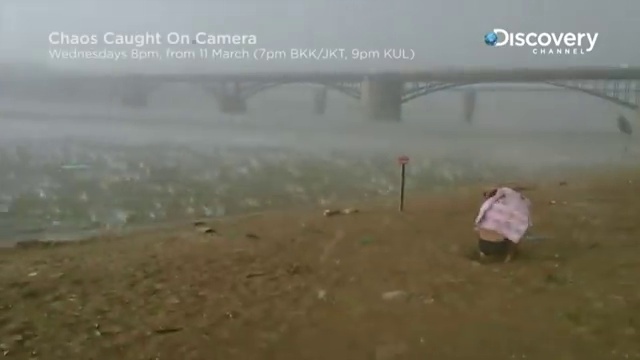 Chaos Caught On Camera
Wednesdays 8pm, from 11 March (7pm BKK/JKT, 9pm KUL)
Discovery
CHANNEL